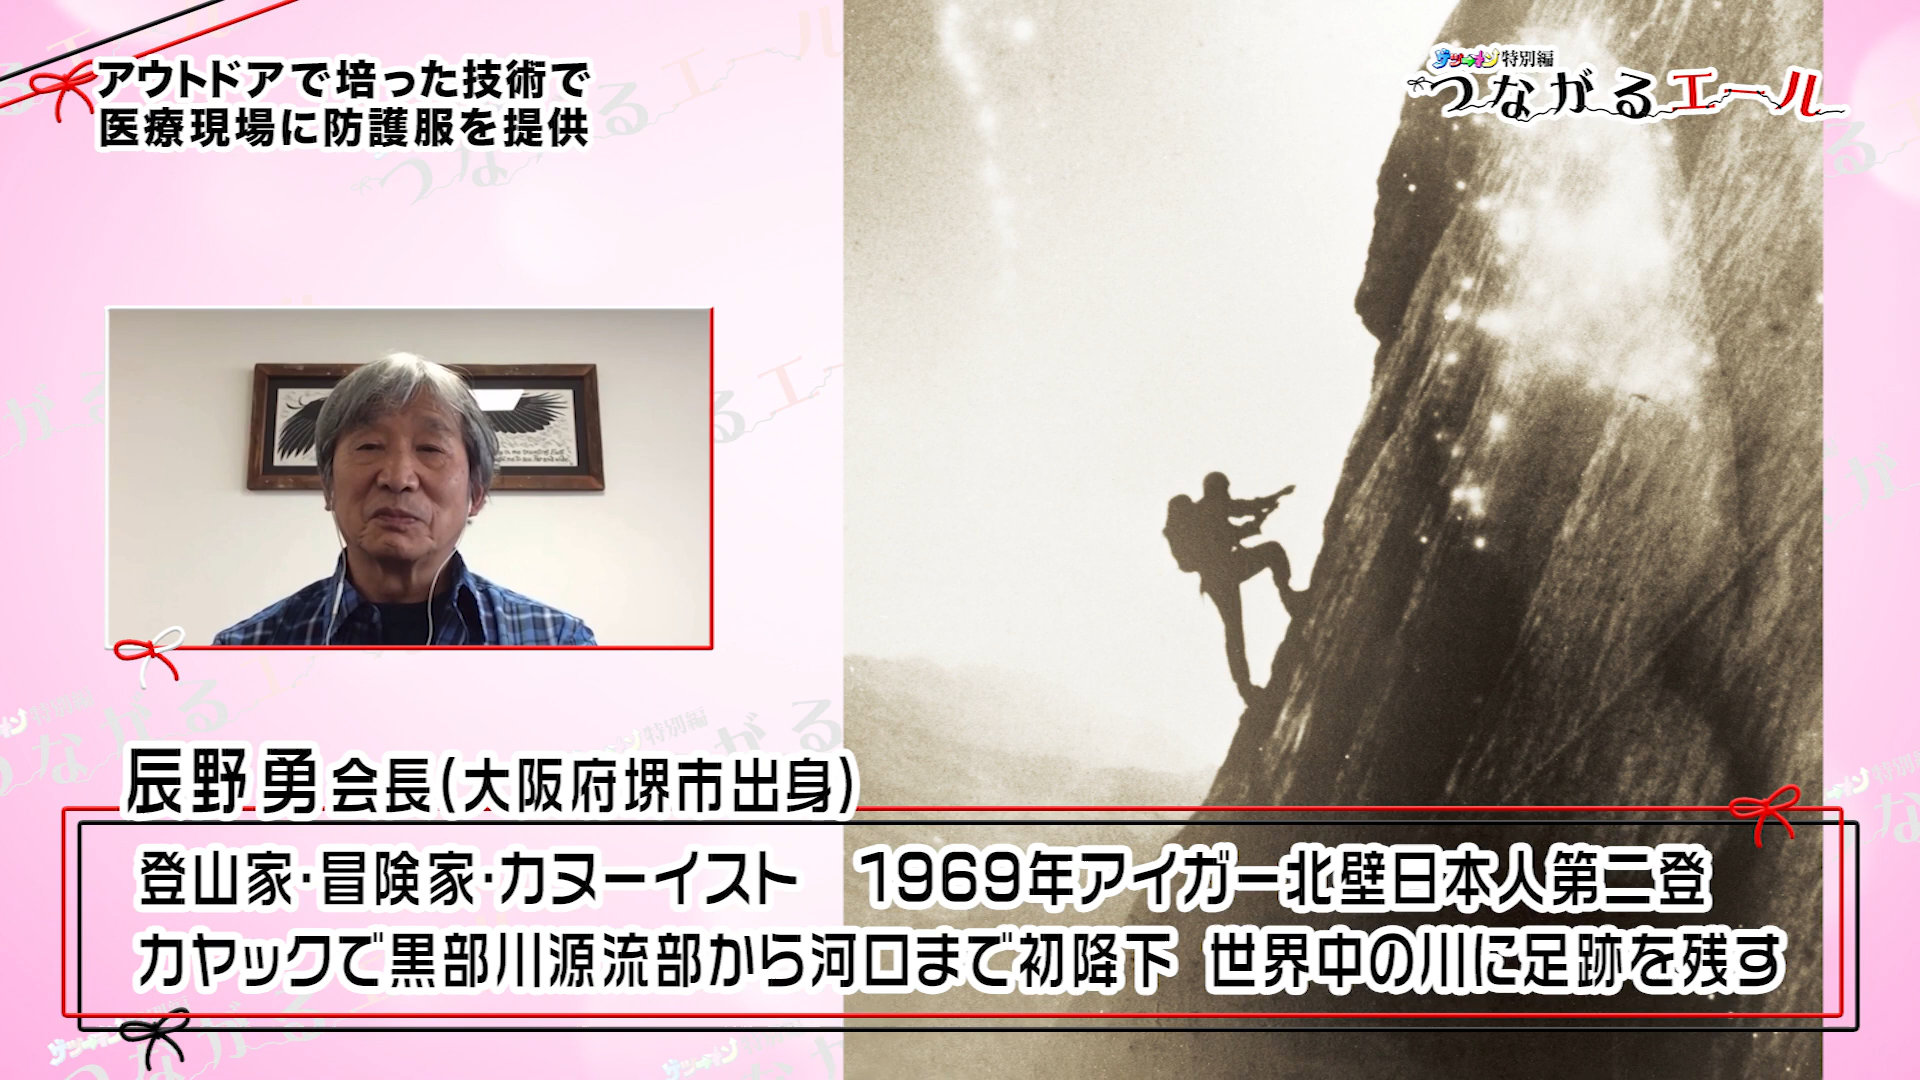 アウトドアで培った技術で
医療現場に防護服を提供
ゲツキン特別編
つながるエール
辰野 勇 会長(大阪府堺市出身)
登山家・冒険家・カヌーイスト　1969年アイガー北壁日本人第二登
カヤックで黒部川源流部から河口まで初降下 世界中の川に足跡を残す